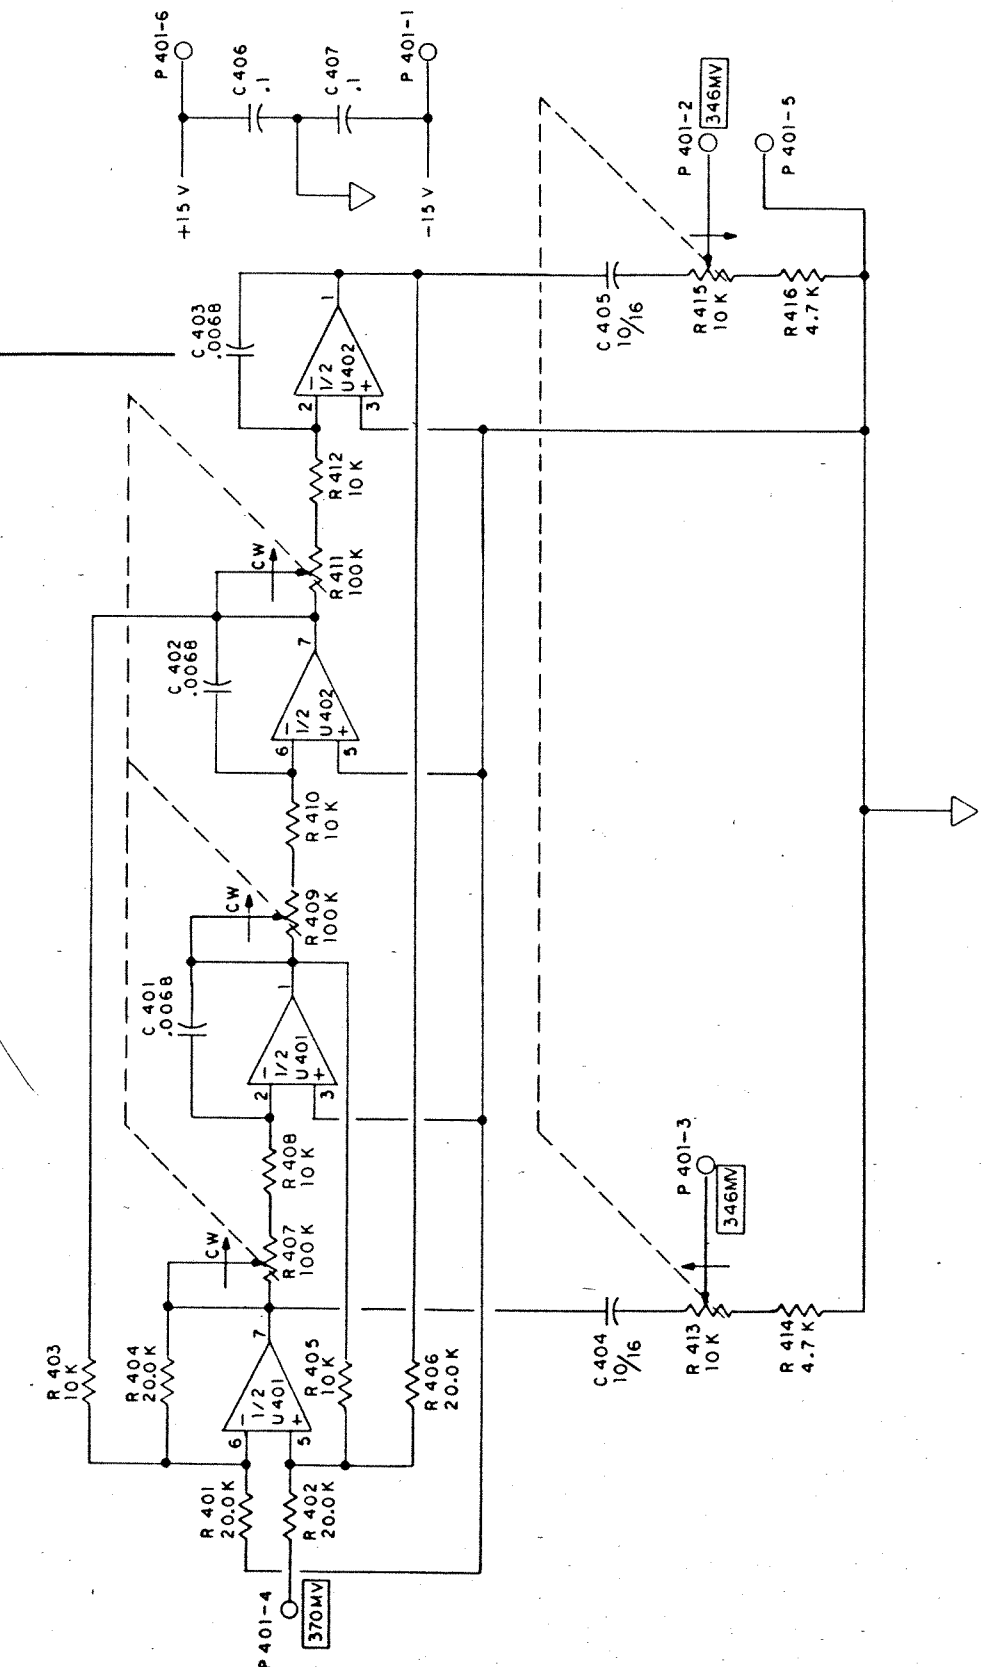 P 401-6
+15 V
C 406
.1
C 407
.1
P 401-1
-15 V
P 401-2
346MV
P 401-5
C 403
.0068
1
2
-
1/2
U 402
+
3
C 405
10/16
R 415
10 K
R 416
4.7 K
R 412
10 K
CW
R 411
100 K
C 402
.0068
7
6
-
1/2
U 402
+
5
R 410
10 K
CW
R 409
100 K
C 401
.0068
1
2
-
1/2
U 401
+
3
R 408
10 K
CW
R 407
100 K
P 401-3
346MV
R 403
10 K
R 404
20.0 K
7
6
-
1/2
U 401
+
5
R 405
10 K
R 406
20.0 K
C 404
10/16
R 413
10 K
R 414
4.7 K
R 401
20.0 K
R 402
20.0 K
P 401-4
370MV